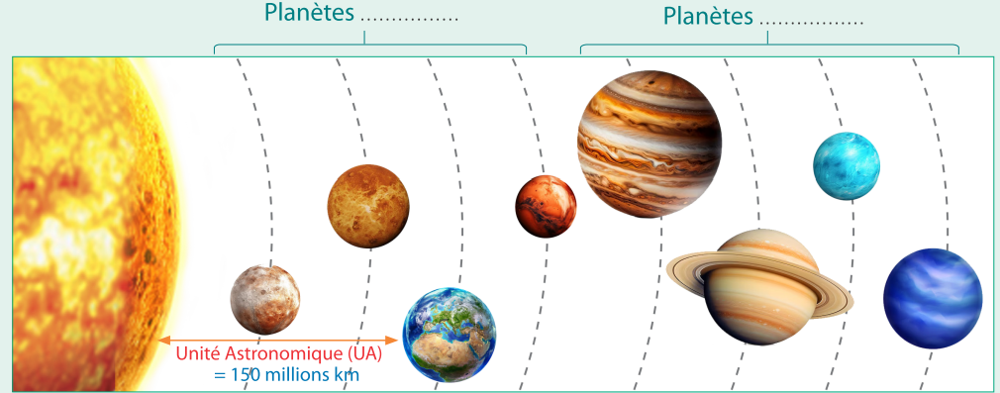 Planètes ................
Planètes .................
Unité Astronomique (UA)
= 150 millions km